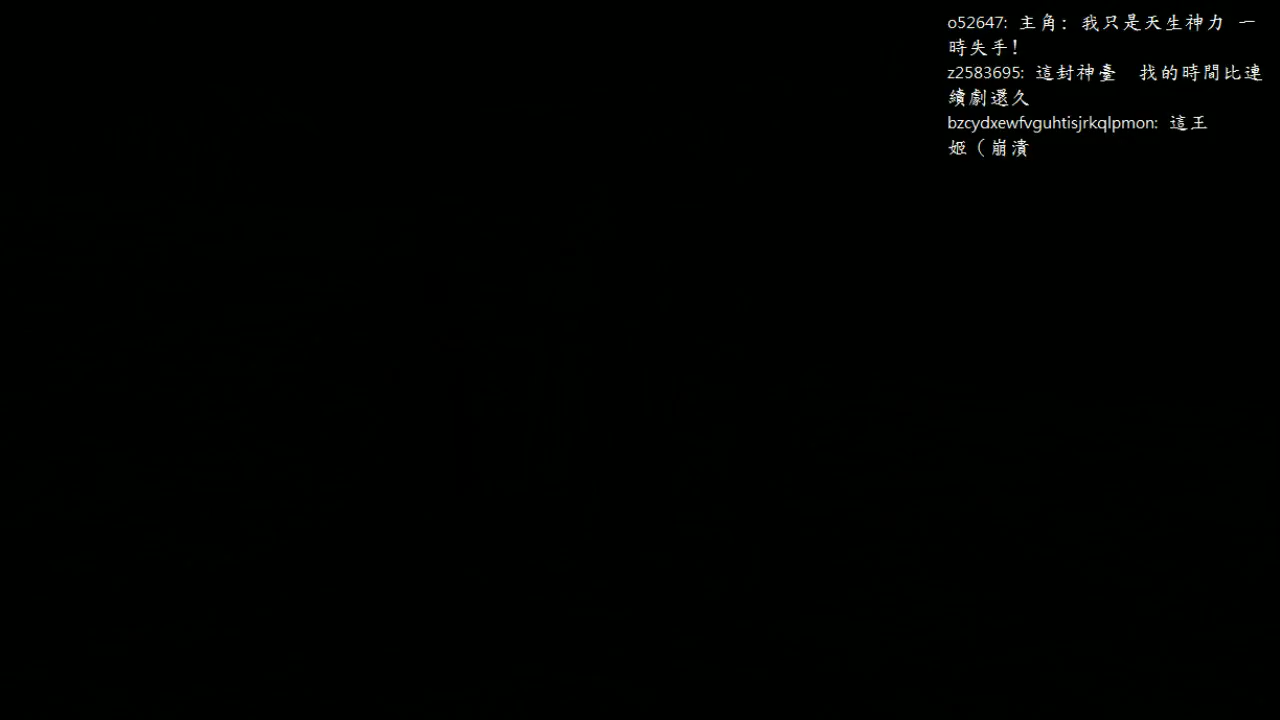 o52647: 主角: 我只是天生神力 一
時失手!
z2583695: 這封神臺 找的時間比連
續劇還久
bzcydxewfvguhtisjrkqlpmon: 這王
姬（崩潰